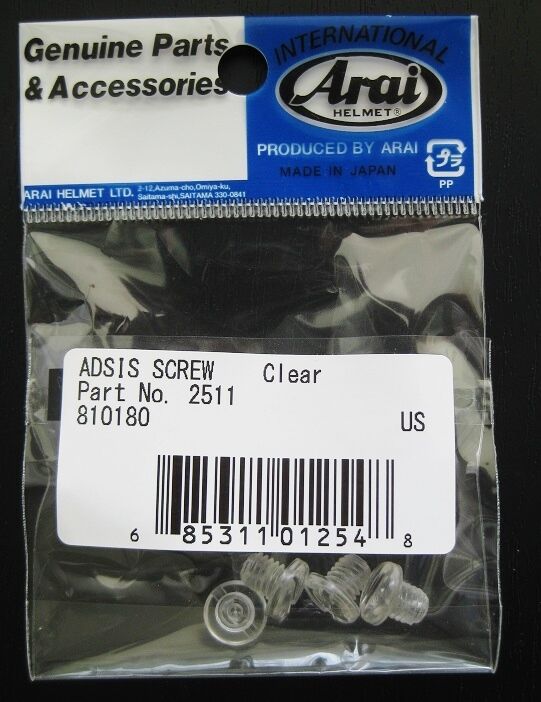 Genuine Parts
& Accessories
INTERNATIONAL
Arai
HELMET®
PRODUCED BY ARAI
MADE IN JAPAN
プラ
PP
ARAI HELMET LTD. 2-12,Azuma-cho,Omiya-ku,
Saitama-shi,SAITAMA 330-0841
ADSIS SCREW Clear
Part No. 2511
810180
US
6 85311 01254 8